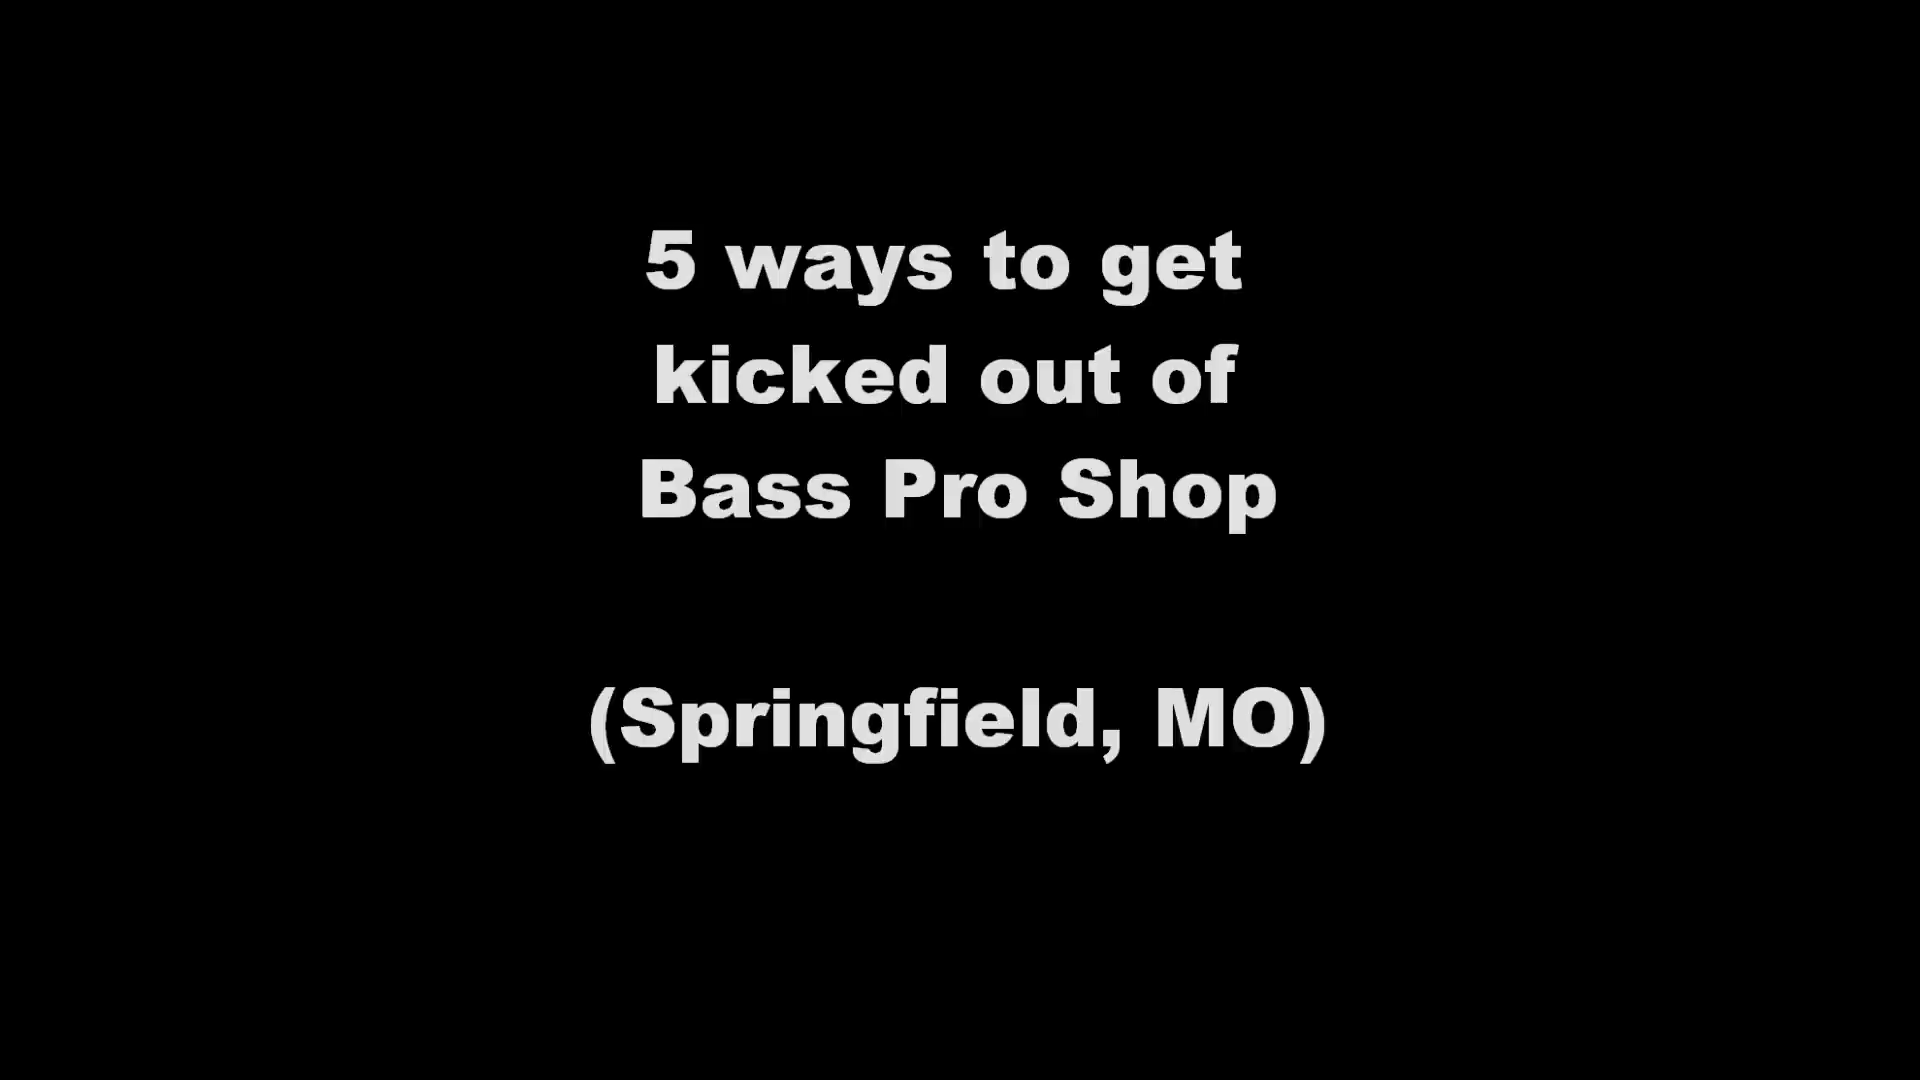 5 ways to get
kicked out of
Bass Pro Shop
(Springfield, MO)